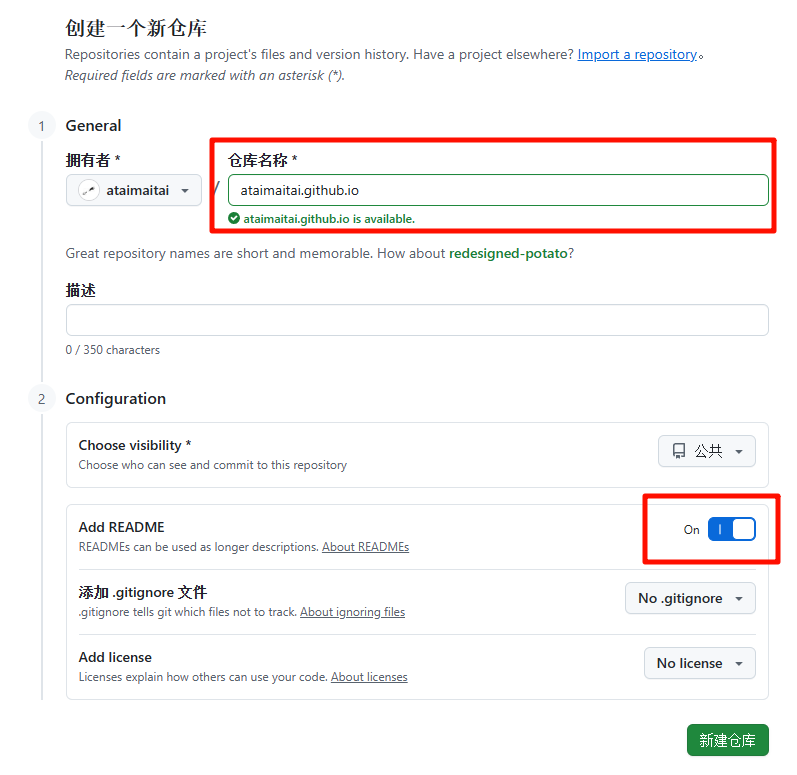 创建一个新仓库
Repositories contain a project's files and version history. Have a project elsewhere? Import a repository。
Required fields are marked with an asterisk (*).
1 General
拥有者 * 仓库名称 *
ataimaitai / ataimaitai.github.io
ataimaitai.github.io is available.
Great repository names are short and memorable. How about redesigned-potato?
描述
0 / 350 characters
2 Configuration
Choose visibility * 公共
Choose who can see and commit to this repository
Add README On
READMEs can be used as longer descriptions. About READMEs
添加 .gitignore 文件 No .gitignore
.gitignore tells git which files not to track. About ignoring files
Add license No license
Licenses explain how others can use your code. About licenses
新建仓库